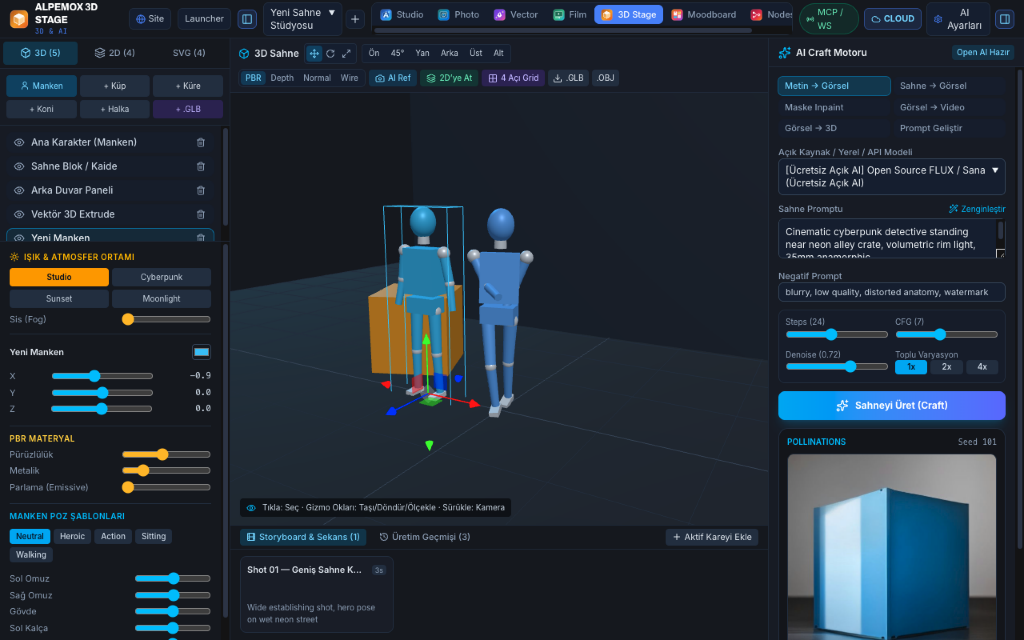 ALPEMOX 3D STAGE
3D & AI
Site
Launcher
Yeni Sahne Stüdyosu
Studio
Photo
Vector
Film
3D Stage
Moodboard
Nodes
MCP / WS
CLOUD
AI Ayarları
3D (5)
2D (4)
SVG (4)
Manken
+ Küp
+ Küre
+ Koni
+ Halka
+ .GLB
Ana Karakter (Manken)
Sahne Blok / Kaide
Arka Duvar Paneli
Vektör 3D Extrude
Yeni Manken
IŞIK & ATMOSFER ORTAMI
Studio
Cyberpunk
Sunset
Moonlight
Sis (Fog)
Yeni Manken
X −0.9
Y 0.0
Z 0.0
PBR MATERYAL
Pürüzlülük
Metalik
Parlama (Emissive)
MANKEN POZ ŞABLONLARI
Neutral
Heroic
Action
Sitting
Walking
Sol Omuz
Sağ Omuz
Gövde
Sol Kalça
3D Sahne
Ön
45°
Yan
Arka
Üst
Alt
PBR
Depth
Normal
Wire
AI Ref
2D'ye At
4 Açı Grid
.GLB
.OBJ
Tıkla: Seç · Gizmo Okları: Taşı/Döndür/Ölçekle · Sürükle: Kamera
Storyboard & Sekans (1)
Üretim Geçmişi (3)
+ Aktif Kareyi Ekle
Shot 01 — Geniş Sahne K...
3s
Wide establishing shot, hero pose
on wet neon street
AI Craft Motoru
Open AI Hazır
Metin → Görsel
Sahne → Görsel
Maske Inpaint
Görsel → Video
Görsel → 3D
Prompt Geliştir
Açık Kaynak / Yerel / API Modeli
[Ücretsiz Açık AI] Open Source FLUX / Sana
(Ücretsiz Açık AI)
Sahne Promptu
Zenginleştir
Cinematic cyberpunk detective standing
near neon alley crate, volumetric rim light,
35mm anamorphic
Negatif Prompt
blurry, low quality, distorted anatomy, watermark
Steps (24)
CFG (7)
Denoise (0.72)
Toplu Varyasyon
1x
2x
4x
Sahneyi Üret (Craft)
POLLINATIONS
Seed 101